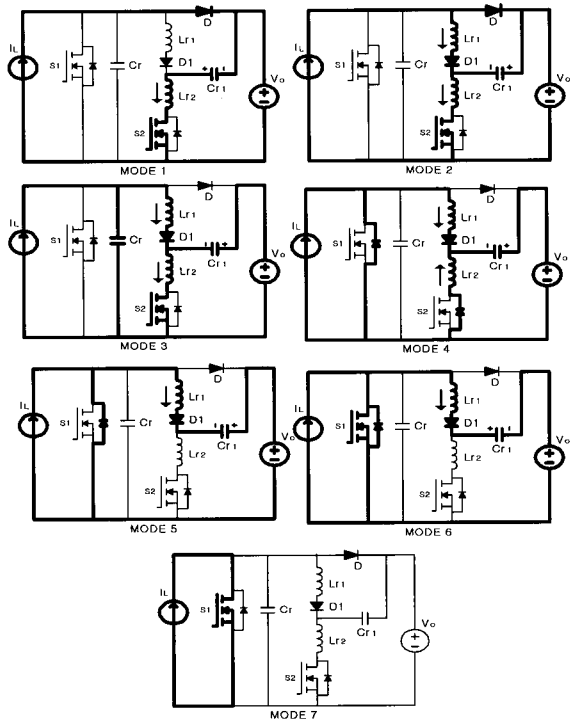 D
IL
S1
Cr
Lr1
D1
+ -
Cr1
Lr2
S2
Vo
MODE 1
D
IL
S1
Cr
Lr1
D1
+ -
Cr1
Lr2
S2
Vo
MODE 2
D
IL
S1
Cr
Lr1
D1
- +
Cr1
Lr2
S2
Vo
MODE 3
D
IL
S1
Cr
Lr1
D1
- +
Cr1
Lr2
S2
Vo
MODE 4
D
IL
S1
Cr
Lr1
D1
- +
Cr1
Lr2
S2
Vo
MODE 5
D
IL
S1
Cr
Lr1
D1
- +
Cr1
Lr2
S2
Vo
MODE 6
D
IL
S1
Cr
Lr1
D1
Cr1
Lr2
S2
Vo
MODE 7